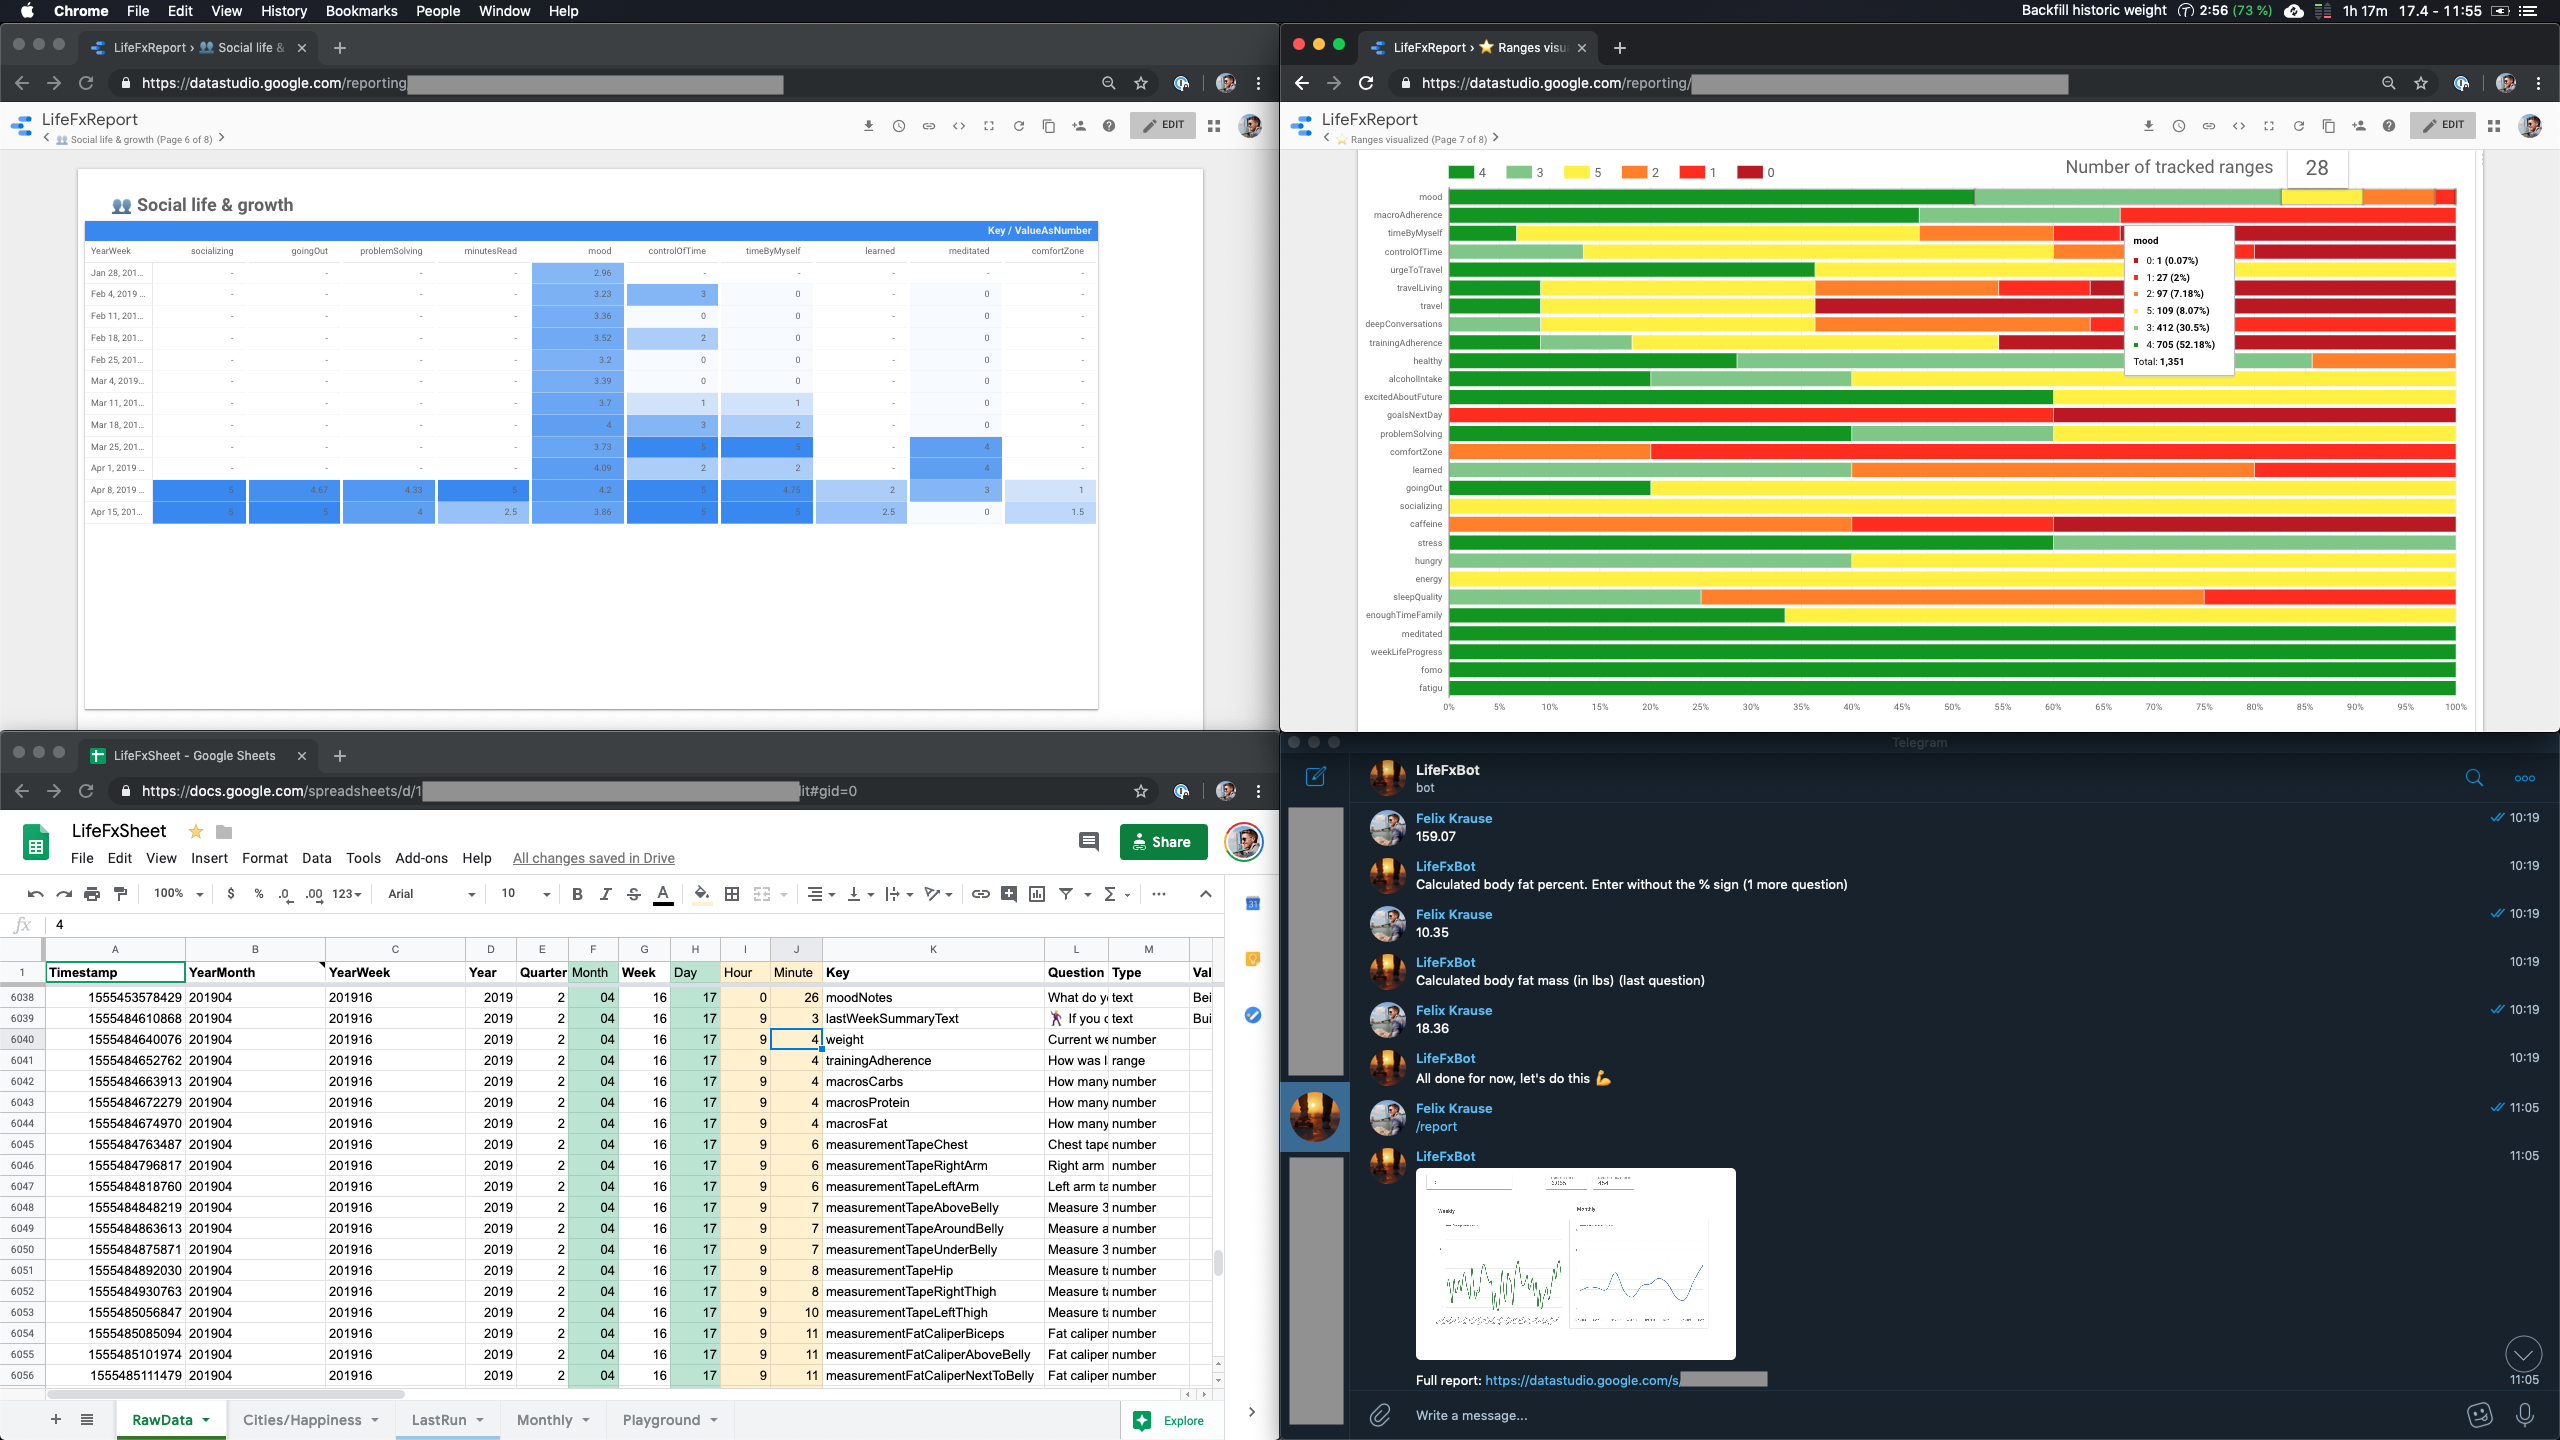 Chrome File Edit View History Bookmarks People Window Help
Backfill historic weight 2:56 (73 %) 1h 17m 17.4 - 11:55
LifeFxReport › 👥 Social life &
https://datastudio.google.com/reporting
LifeFxReport
👥 Social life & growth (Page 6 of 8)
EDIT
👥 Social life & growth
Key / ValueAsNumber
YearWeek socializing goingOut problemSolving minutesRead mood controlOfTime timeByMyself learned meditated comfortZone
Jan 28, 201... - - - - 2.96 - - - - -
Feb 4, 2019 ... - - - - 3.23 3 0 - 0 -
Feb 11, 201... - - - - 3.36 0 0 - 0 -
Feb 18, 201... - - - - 3.52 2 0 - 0 -
Feb 25, 201... - - - - 3.2 0 0 - 0 -
Mar 4, 2019... - - - - 3.39 0 0 - 0 -
Mar 11, 201... - - - - 3.7 1 1 - 0 -
Mar 18, 201... - - - - 4 3 2 - 0 -
Mar 25, 201... - - - - 3.73 5 5 - 4 -
Apr 1, 2019 ... - - - - 4.09 2 2 - 4 -
Apr 8, 2019 ... 5 4.67 4.33 5 4.2 5 4.75 2 3 1
Apr 15, 201... 5 5 4 2.5 3.86 5 5 2.5 0 1.5
LifeFxReport › ⭐ Ranges visu
https://datastudio.google.com/reporting/
LifeFxReport
⭐ Ranges visualized (Page 7 of 8)
EDIT
4 3 5 2 1 0
Number of tracked ranges 28
mood
macroAdherence
timeByMyself
controlOfTime
urgeToTravel
travelLiving
travel
deepConversations
trainingAdherence
healthy
alcoholIntake
excitedAboutFuture
goalsNextDay
problemSolving
comfortZone
learned
goingOut
socializing
caffeine
stress
hungry
energy
sleepQuality
enoughTimeFamily
meditated
weekLifeProgress
fomo
fatigu
0% 5% 10% 15% 20% 25% 30% 35% 40% 45% 50% 55% 60% 65% 70% 75% 80% 85% 90% 95% 100%
mood
0: 1 (0.07%)
1: 27 (2%)
2: 97 (7.18%)
5: 109 (8.07%)
3: 412 (30.5%)
4: 705 (52.18%)
Total: 1,351
LifeFxSheet - Google Sheets
https://docs.google.com/spreadsheets/d/1 lit#gid=0
LifeFxSheet
File Edit View Insert Format Data Tools Add-ons Help All changes saved in Drive
Share
100% $ % .0 .00 123 Arial 10 B I S A
fx 4
A B C D E F G H I J K L M
1 Timestamp YearMonth YearWeek Year Quarter Month Week Day Hour Minute Key Question Type Val
6038 1555453578429 201904 201916 2019 2 04 16 17 0 26 moodNotes What do y text Bei
6039 1555484610868 201904 201916 2019 2 04 16 17 9 3 lastWeekSummaryText If you c text Bui
6040 1555484640076 201904 201916 2019 2 04 16 17 9 4 weight Current we number
6041 1555484652762 201904 201916 2019 2 04 16 17 9 4 trainingAdherence How was l range
6042 1555484663913 201904 201916 2019 2 04 16 17 9 4 macrosCarbs How many number
6043 1555484672279 201904 201916 2019 2 04 16 17 9 4 macrosProtein How many number
6044 1555484674970 201904 201916 2019 2 04 16 17 9 4 macrosFat How many number
6045 1555484763487 201904 201916 2019 2 04 16 17 9 6 measurementTapeChest Chest tape number
6046 1555484796817 201904 201916 2019 2 04 16 17 9 6 measurementTapeRightArm Right arm number
6047 1555484818760 201904 201916 2019 2 04 16 17 9 6 measurementTapeLeftArm Left arm ta number
6048 1555484848219 201904 201916 2019 2 04 16 17 9 7 measurementTapeAboveBelly Measure 3 number
6049 1555484863613 201904 201916 2019 2 04 16 17 9 7 measurementTapeAroundBelly Measure a number
6050 1555484875871 201904 201916 2019 2 04 16 17 9 7 measurementTapeUnderBelly Measure 3 number
6051 1555484892030 201904 201916 2019 2 04 16 17 9 8 measurementTapeHip Measure ta number
6052 1555484930763 201904 201916 2019 2 04 16 17 9 8 measurementTapeRightThigh Measure ta number
6053 1555485056847 201904 201916 2019 2 04 16 17 9 10 measurementTapeLeftThigh Measure ta number
6054 1555485085094 201904 201916 2019 2 04 16 17 9 11 measurementFatCaliperBiceps Fat caliper number
6055 1555485101974 201904 201916 2019 2 04 16 17 9 11 measurementFatCaliperAboveBelly Fat caliper number
6056 1555485111479 201904 201916 2019 2 04 16 17 9 11 measurementFatCaliperNextToBelly Fat caliper number
RawData Cities/Happiness LastRun Monthly Playground Explore
Telegram
LifeFxBot
bot
Felix Krause 10:19
159.07
LifeFxBot 10:19
Calculated body fat percent. Enter without the % sign (1 more question)
Felix Krause 10:19
10.35
LifeFxBot 10:19
Calculated body fat mass (in lbs) (last question)
Felix Krause 10:19
18.36
LifeFxBot 10:19
All done for now, let's do this 💪
Felix Krause 11:05
/report
LifeFxBot 11:05
Weekly Monthly
Full report: https://datastudio.google.com/s/ 11:05
Write a message...